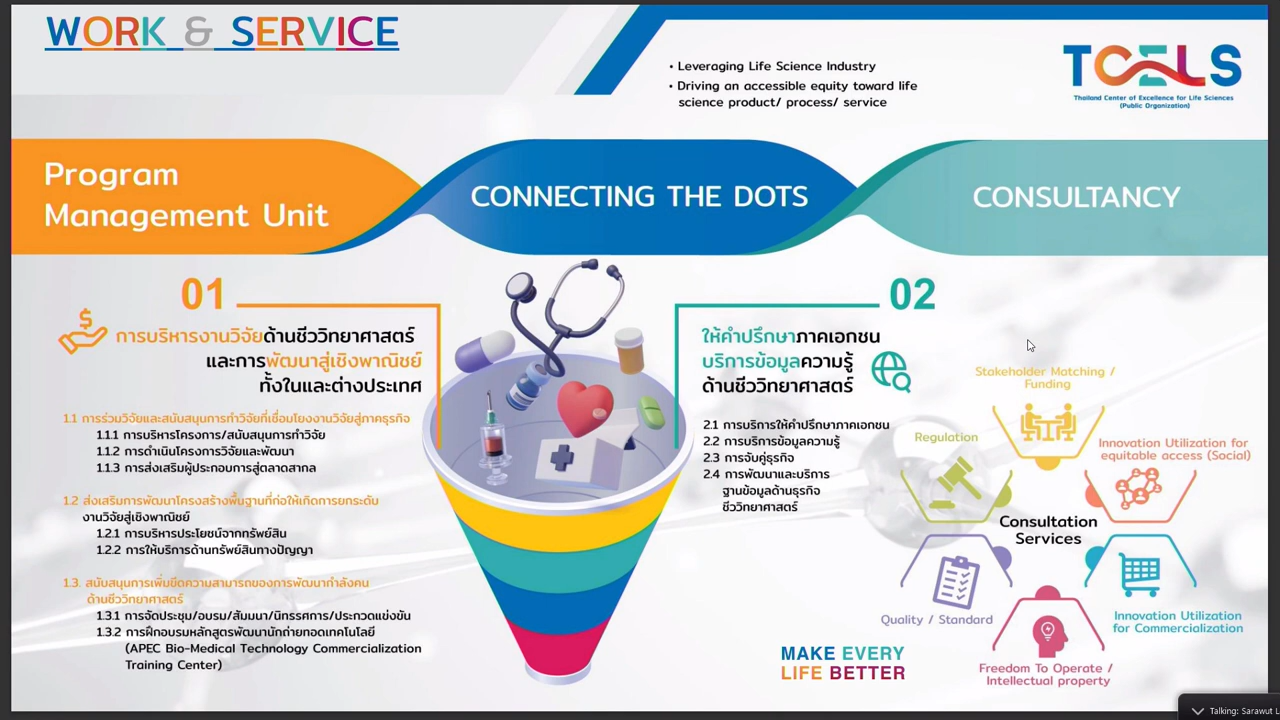 WORK & SERVICE
• Leveraging Life Science Industry
• Driving an accessible equity toward life
science product/ process/ service
TCELS
Thailand Center of Excellence for Life Sciences
(Public Organization)
Program
Management Unit
CONNECTING THE DOTS
CONSULTANCY
01
การบริหารงานวิจัยด้านชีววิทยาศาสตร์
และการพัฒนาสู่เชิงพาณิชย์
ทั้งในและต่างประเทศ
1.1 การร่วมวิจัยและสนับสนุนการทำวิจัยที่เชื่อมโยงงานวิจัยสู่ภาคธุรกิจ
1.1.1 การบริหารโครงการ/สนับสนุนการทำวิจัย
1.1.2 การดำเนินโครงการวิจัยและพัฒนา
1.1.3 การส่งเสริมผู้ประกอบการสู่ตลาดสากล
1.2 ส่งเสริมการพัฒนาโครงสร้างพื้นฐานที่ก่อให้เกิดการยกระดับ
งานวิจัยสู่เชิงพาณิชย์
1.2.1 การบริหารประโยชน์จากทรัพย์สิน
1.2.2 การให้บริการด้านทรัพย์สินทางปัญญา
1.3. สนับสนุนการเพิ่มขีดความสามารถของการพัฒนากำลังคน
ด้านชีววิทยาศาสตร์
1.3.1 การจัดประชุม/อบรม/สัมมนา/นิทรรศการ/ประกวดแข่งขัน
1.3.2 การฝึกอบรมหลักสูตรพัฒนานักถ่ายทอดเทคโนโลยี
(APEC Bio-Medical Technology Commercialization
Training Center)
02
ให้คำปรึกษาภาคเอกชน
บริการข้อมูลความรู้
ด้านชีววิทยาศาสตร์
2.1 การบริการให้คำปรึกษาภาคเอกชน
2.2 การบริการข้อมูลความรู้
2.3 การจับคู่ธุรกิจ
2.4 การพัฒนาและบริการ
ฐานข้อมูลด้านธุรกิจ
ชีววิทยาศาสตร์
Stakeholder Matching /
Funding
Regulation
Innovation Utilization for
equitable access (Social)
Consultation
Services
Quality / Standard
Innovation Utilization
for Commercialization
Freedom To Operate /
Intellectual property
MAKE EVERY
LIFE BETTER
Talking: Sarawut L